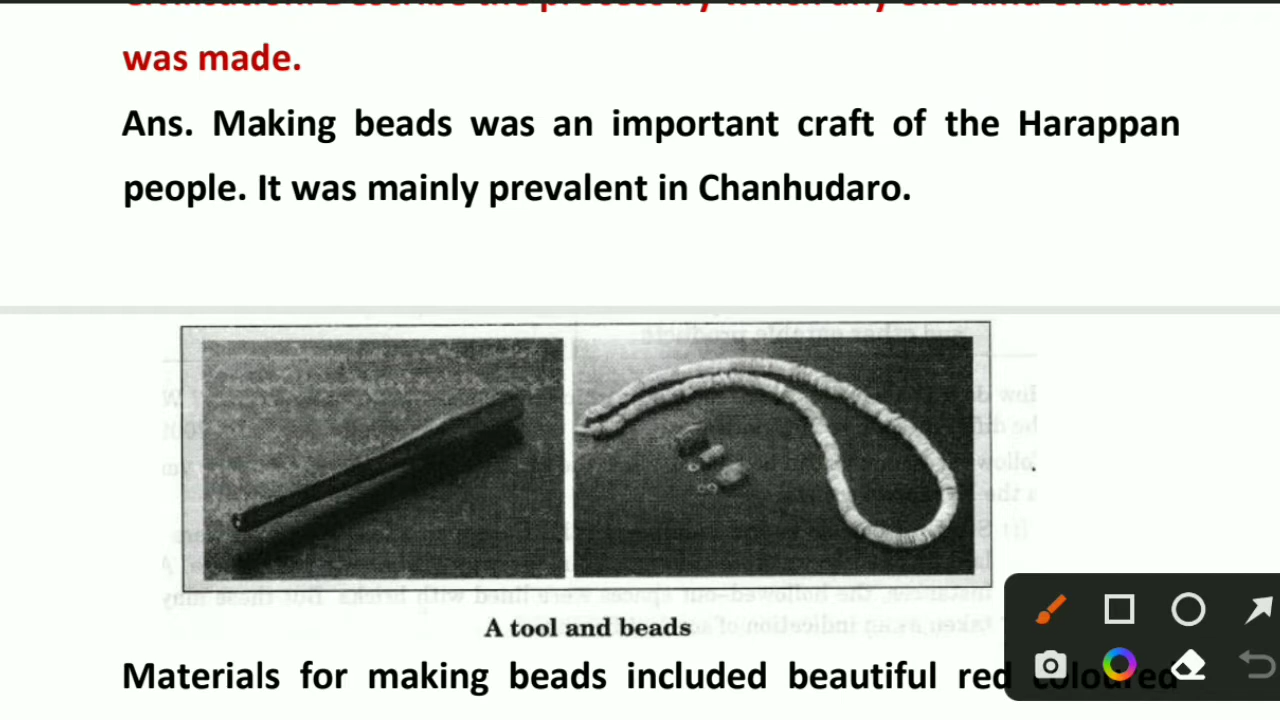 was made.
Ans. Making beads was an important craft of the Harappan
people. It was mainly prevalent in Chanhudaro.
A tool and beads
Materials for making beads included beautiful red coloured